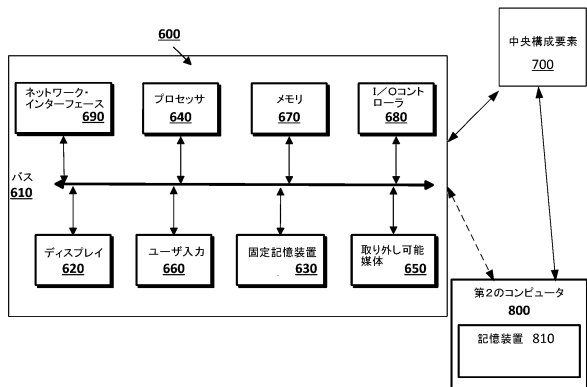 600
中央構成要素
700
ネットワーク・
インターフェース
690
プロセッサ
640
メモリ
670
I/Oコント
ローラ
680
バス
610
ディスプレイ
620
ユーザ入力
660
固定記憶装置
630
取り外し可能
媒体
650
第2のコンピュータ
800
記憶装置 810